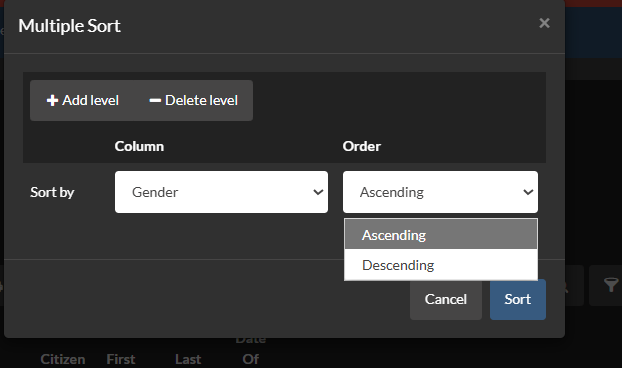 Multiple Sort
×
Add level
Delete level
Column
Order
Sort by
Gender
Ascending
Ascending
Descending
Cancel
Sort
Date
Citizen First Last Of